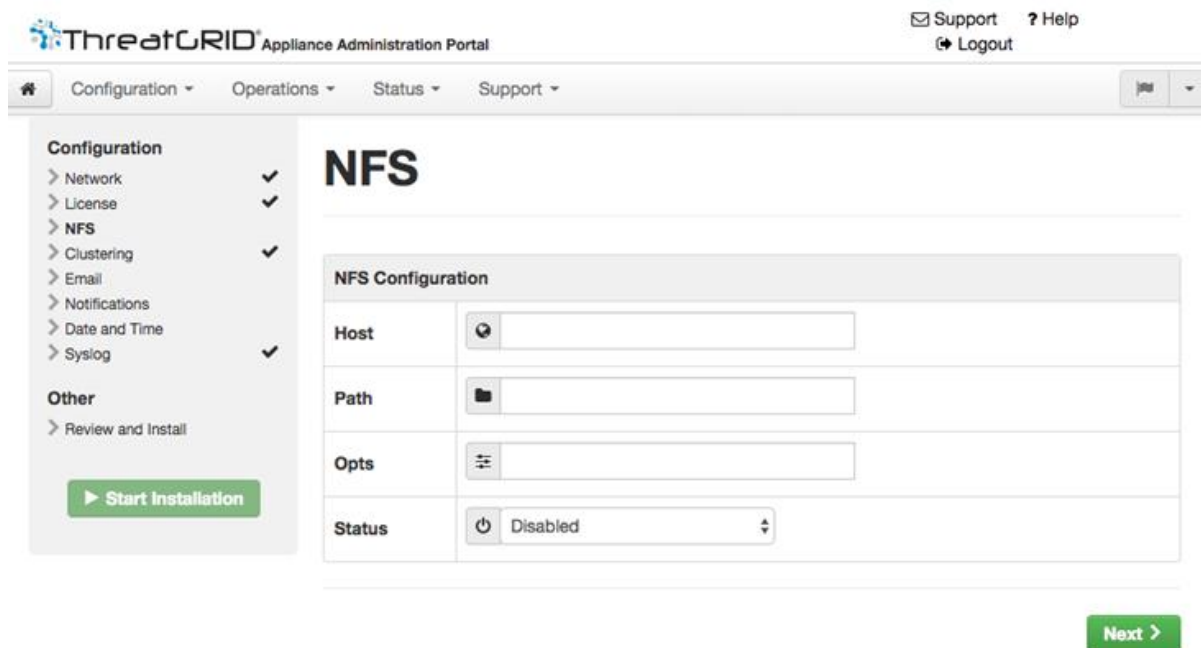 ThreatGRID® Appliance Administration Portal
Support ? Help
Logout
Configuration Operations Status Support
Configuration
Network
License
NFS
Clustering
Email
Notifications
Date and Time
Syslog
Other
Review and Install
Start Installation
NFS
NFS Configuration
Host
Path
Opts
Status Disabled
Next